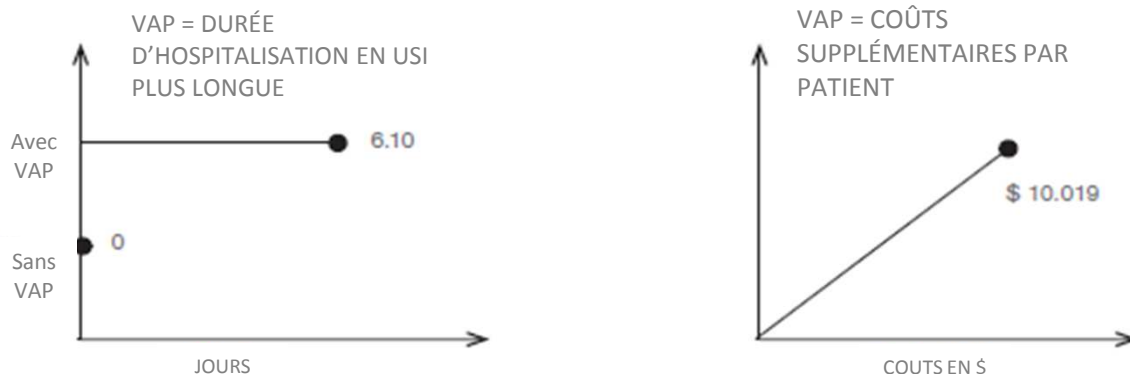 VAP = DURÉE
D’HOSPITALISATION EN USI
PLUS LONGUE
Avec
VAP
6.10
0
Sans
VAP
JOURS
VAP = COÛTS
SUPPLÉMENTAIRES PAR
PATIENT
$ 10.019
COUTS EN $